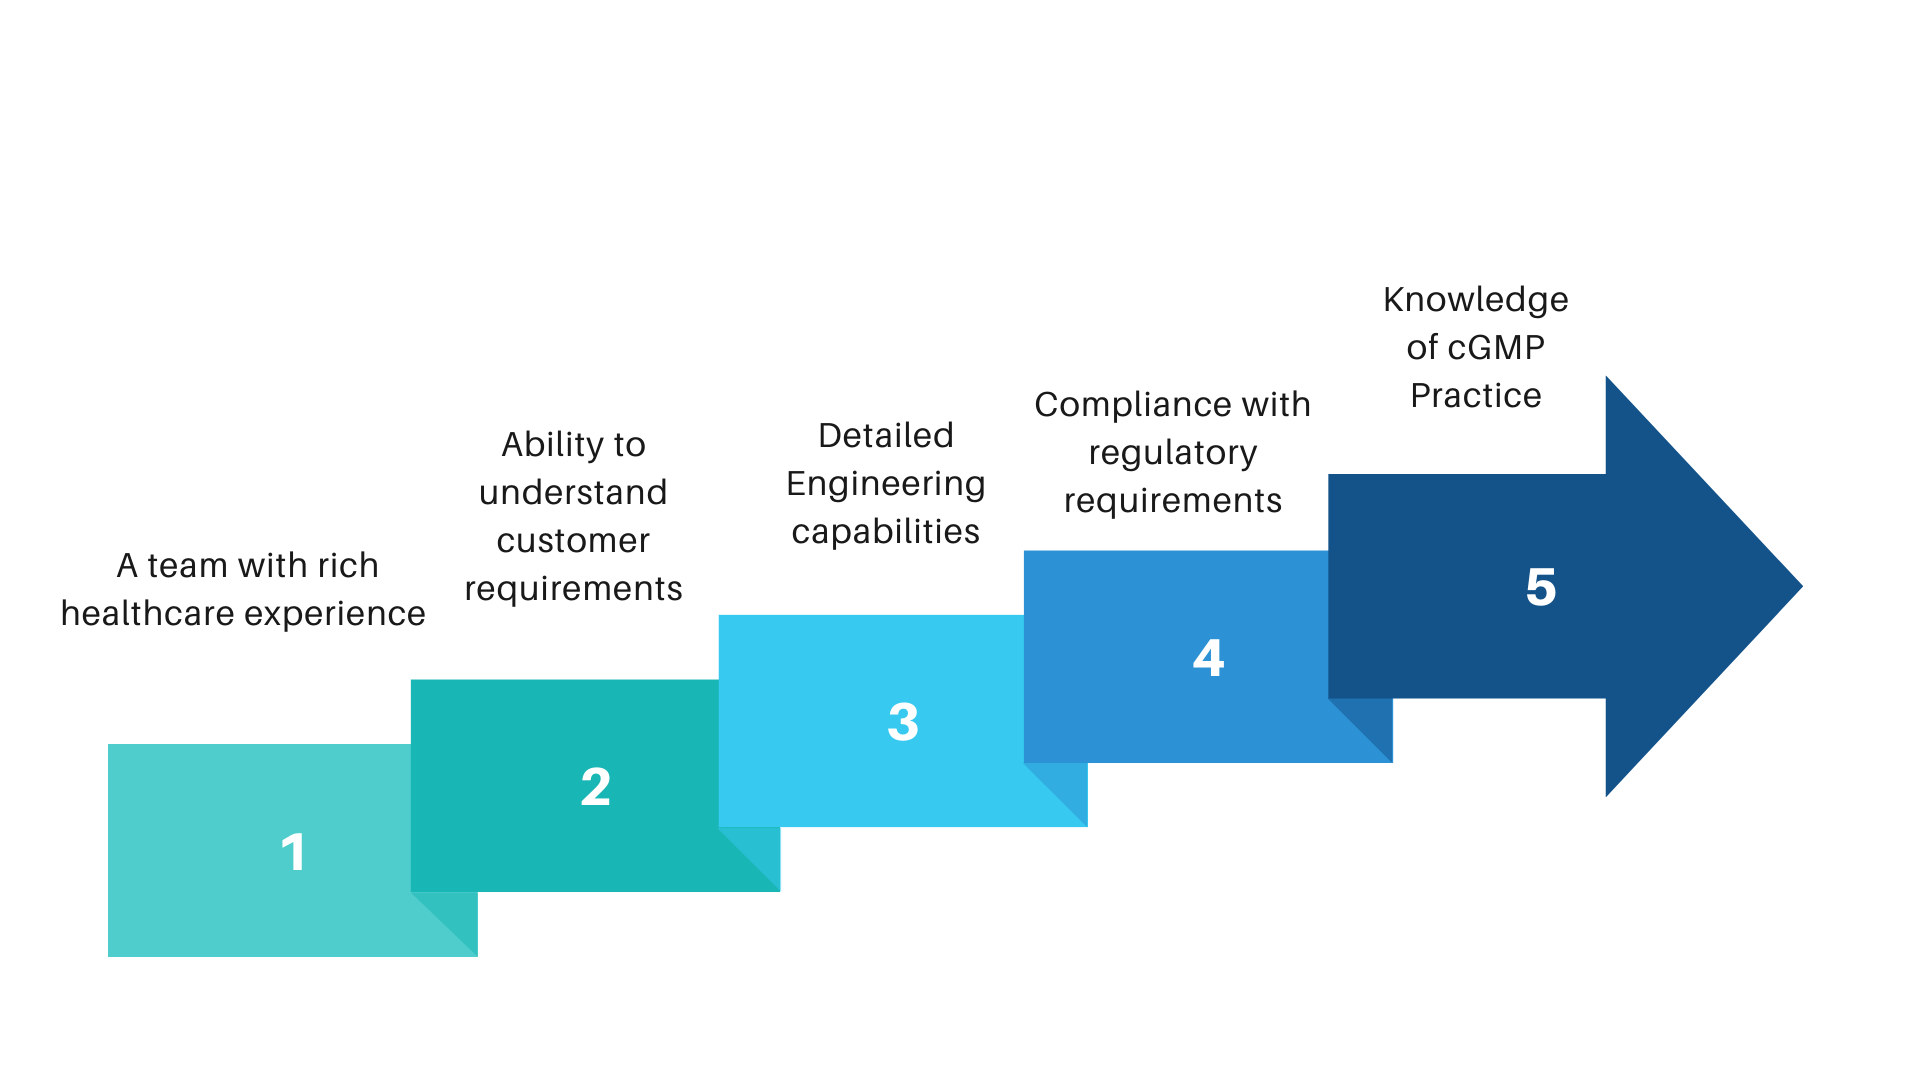 A team with rich
healthcare experience
1
Ability to
understand
customer
requirements
2
Detailed
Engineering
capabilities
3
Compliance with
regulatory
requirements
4
Knowledge
of cGMP
Practice
5